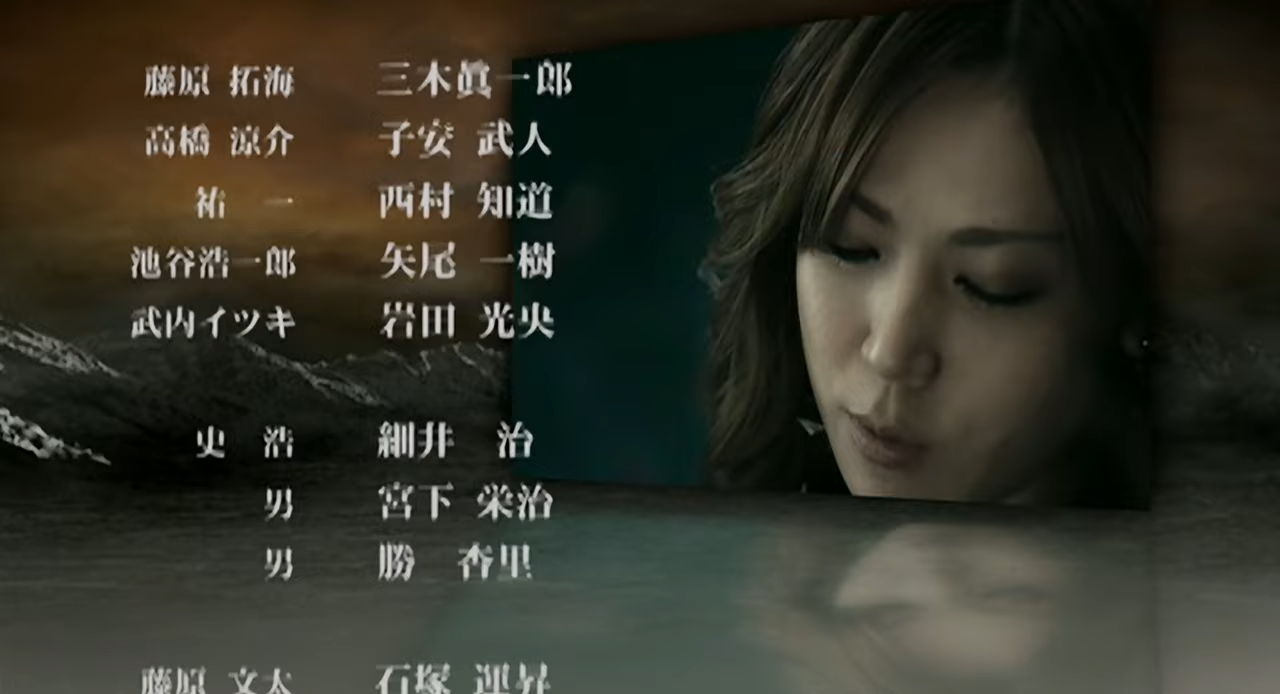 藤原 拓海 三木眞一郎
高橋 涼介 子安 武人
祐 一 西村 知道
池谷浩一郎 矢尾 一樹
武内イツキ 岩田 光央
史 浩 細井 治
男 宮下 栄治
男 勝 杏里
藤原 文太 石塚 運昇